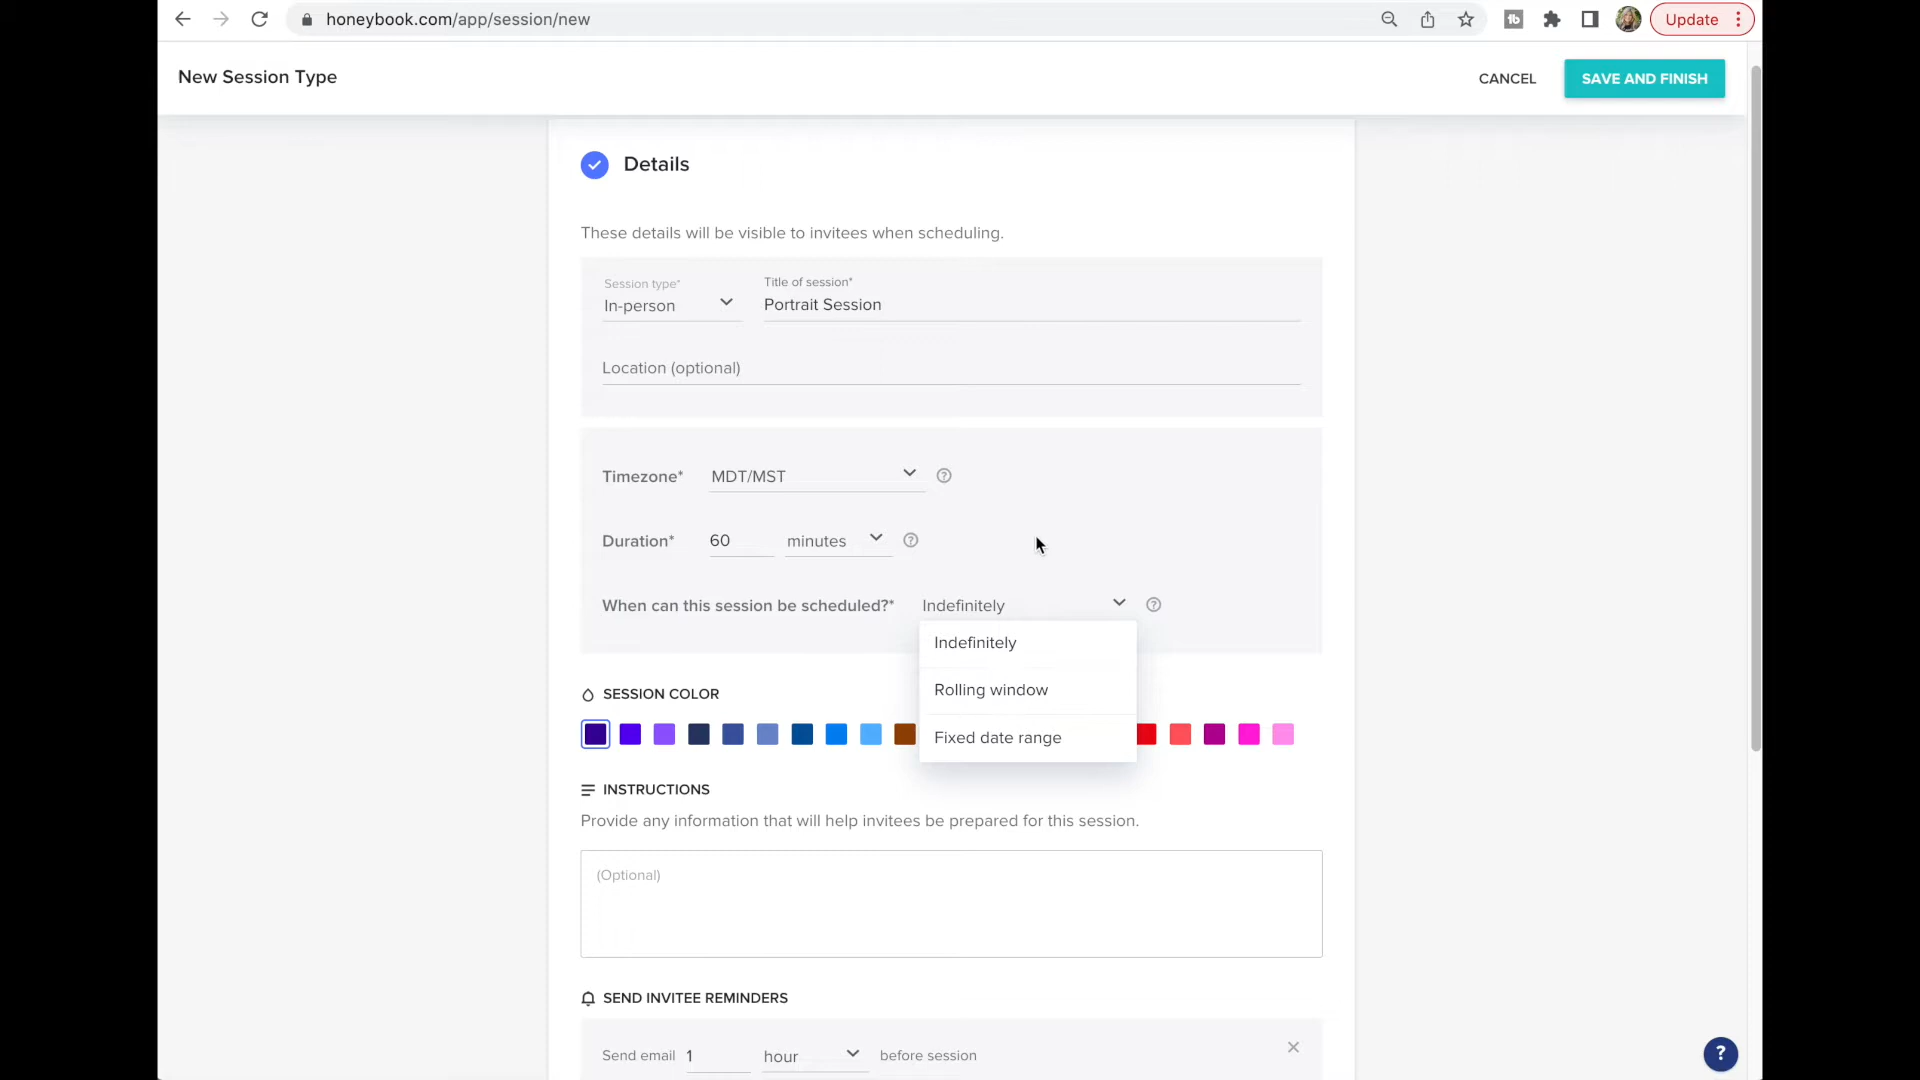 honeybook.com/app/session/new
Update
New Session Type
CANCEL
SAVE AND FINISH
Details
These details will be visible to invitees when scheduling.
Session type*
Title of session*
In-person
Portrait Session
Location (optional)
Timezone*
MDT/MST
Duration*
60
minutes
When can this session be scheduled?*
Indefinitely
Indefinitely
Rolling window
Fixed date range
SESSION COLOR
INSTRUCTIONS
Provide any information that will help invitees be prepared for this session.
(Optional)
SEND INVITEE REMINDERS
Send email 1 hour before session